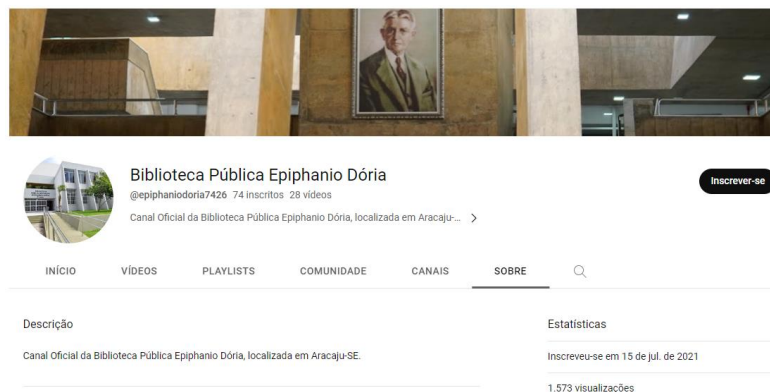 Biblioteca Pública Epiphanio Dória
@epiphaniodoria7426 74 inscritos 28 vídeos
Inscrever-se
Canal Oficial da Biblioteca Pública Epiphanio Dória, localizada em Aracaju-...
INÍCIO VÍDEOS PLAYLISTS COMUNIDADE CANAIS SOBRE
Descrição
Canal Oficial da Biblioteca Pública Epiphanio Dória, localizada em Aracaju-SE.
Estatísticas
Inscreveu-se em 15 de jul. de 2021
1.573 visualizações